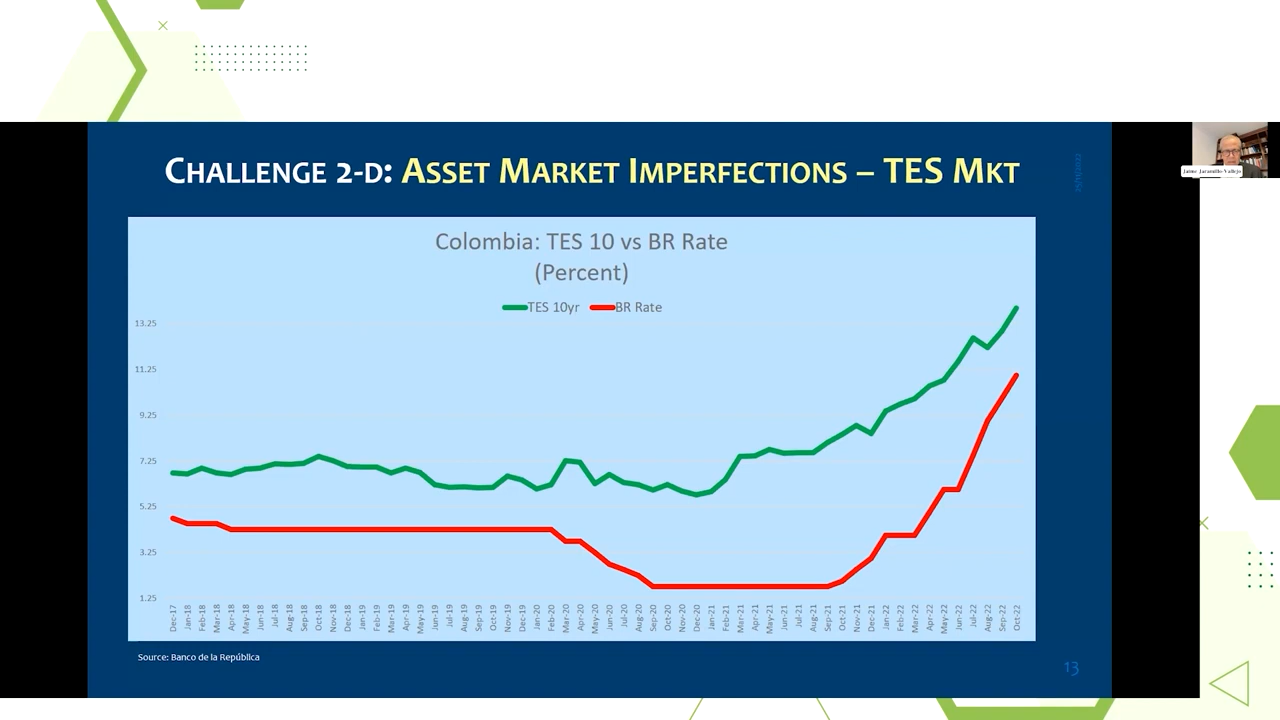 CHALLENGE 2-D: ASSET MARKET IMPERFECTIONS – TES MKT
25/10/2022
Jaime Jaramillo-Vallejo
Colombia: TES 10 vs BR Rate
(Percent)
TES 10yr BR Rate
13.25
11.25
9.25
7.25
5.25
3.25
1.25
Dec-17 Jan-18 Feb-18 Mar-18 Apr-18 May-18 Jun-18 Jul-18 Aug-18 Sep-18 Oct-18 Nov-18 Dec-18 Jan-19 Feb-19 Mar-19 Apr-19 May-19 Jun-19 Jul-19 Aug-19 Sep-19 Oct-19 Nov-19 Dec-19 Jan-20 Feb-20 Mar-20 Apr-20 May-20 Jun-20 Jul-20 Aug-20 Sep-20 Oct-20 Nov-20 Dec-20 Jan-21 Feb-21 Mar-21 Apr-21 May-21 Jun-21 Jul-21 Aug-21 Sep-21 Oct-21 Nov-21 Dec-21 Jan-22 Feb-22 Mar-22 Apr-22 May-22 Jun-22 Jul-22 Aug-22 Sep-22 Oct-22
Source: Banco de la República
13